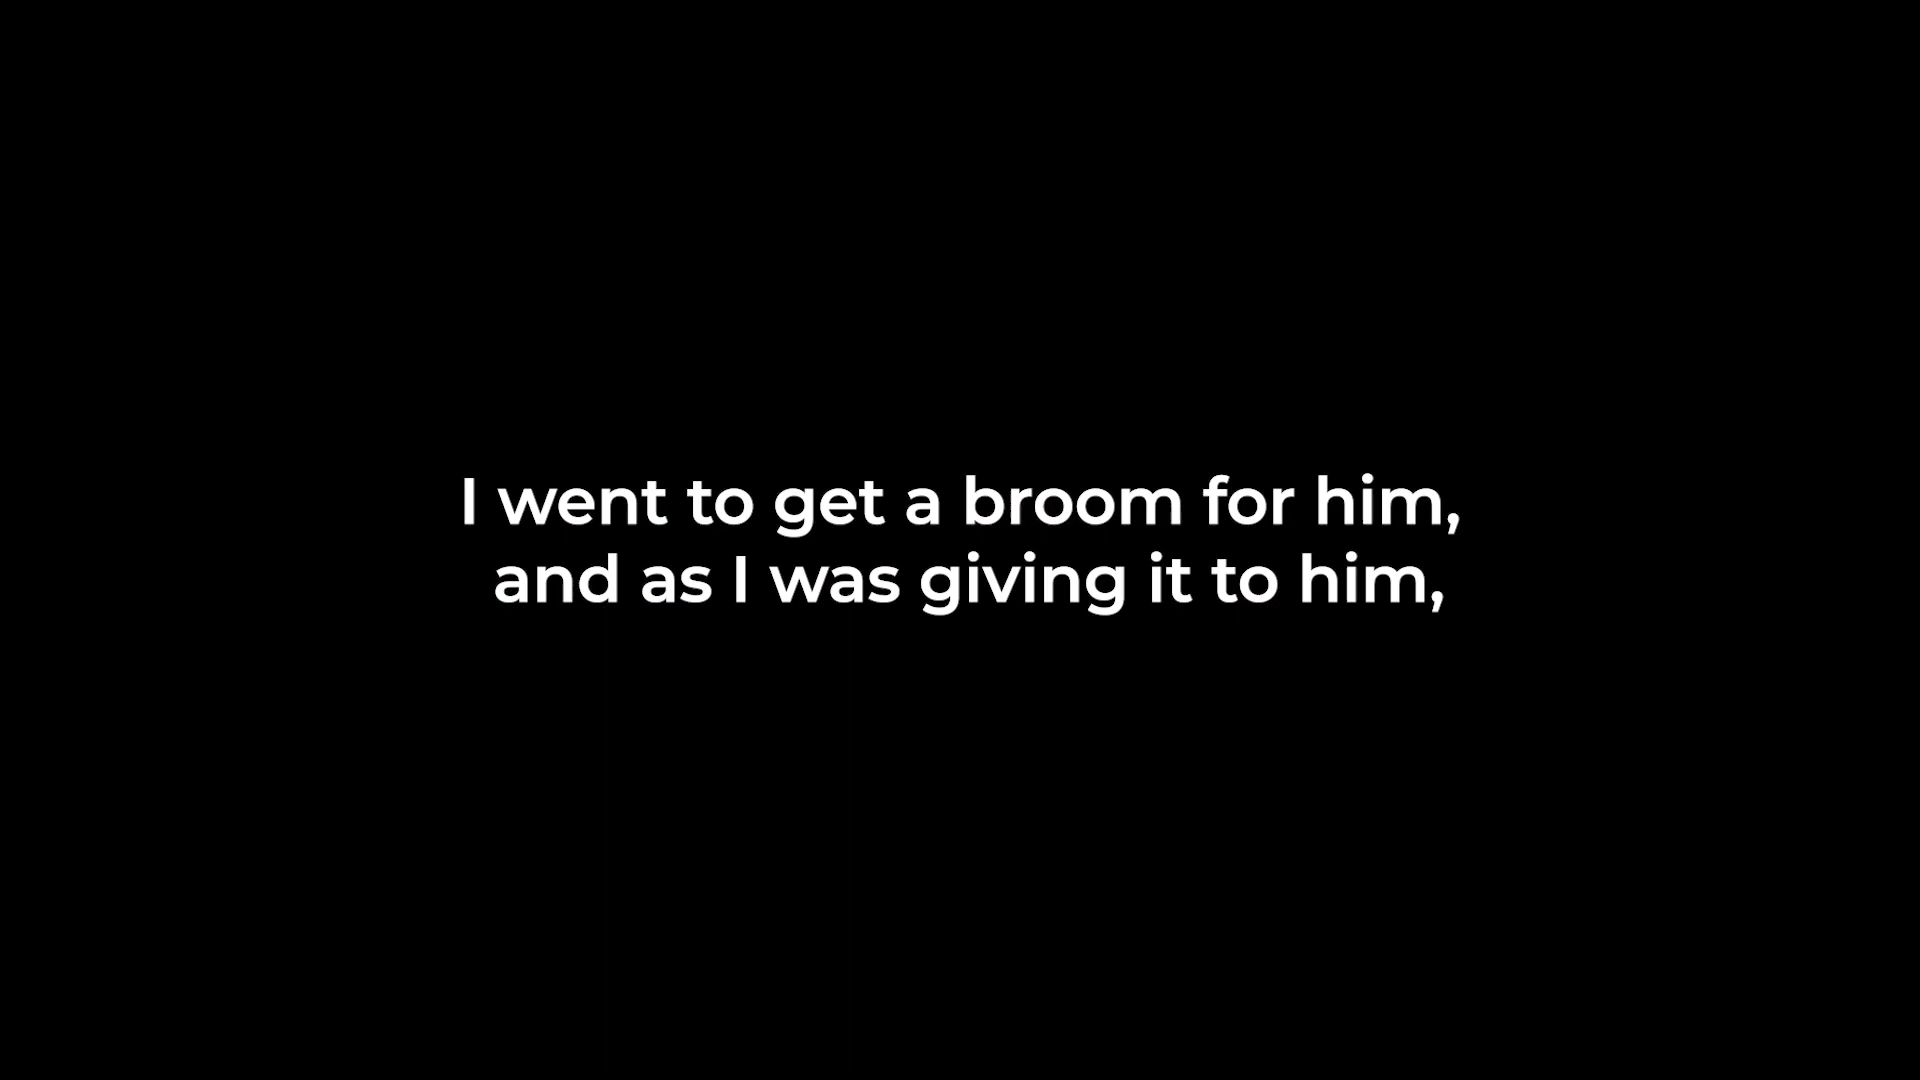 I went to get a broom for him,
and as I was giving it to him,